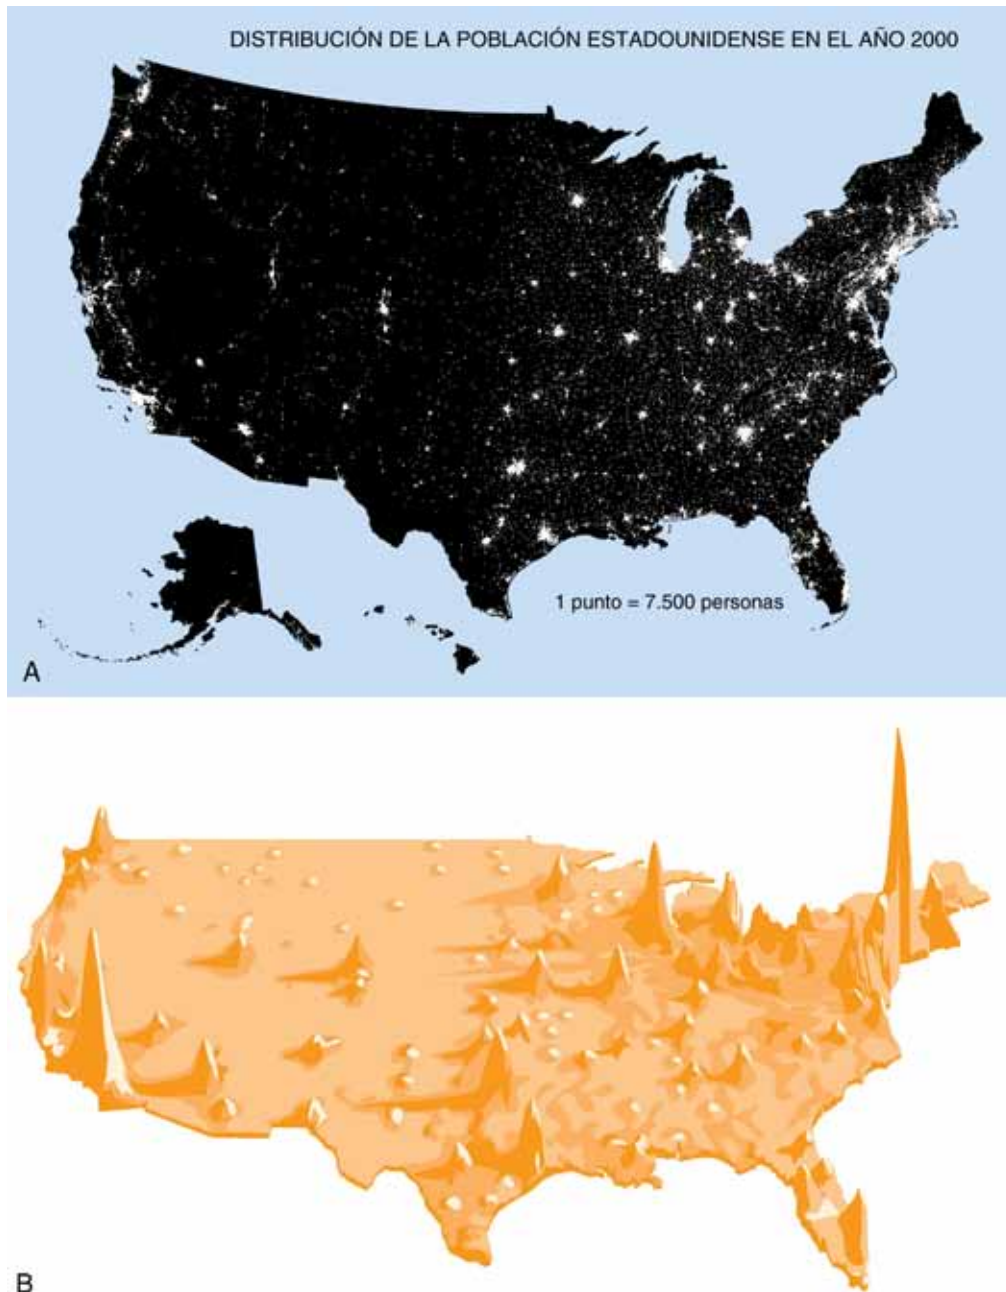 DISTRIBUCIÓN DE LA POBLACIÓN ESTADOUNIDENSE EN EL AÑO 2000
1 punto = 7.500 personas
A
B